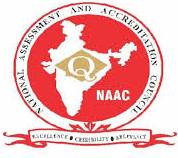 NATIONAL ASSESSMENT AND ACCREDITATION COUNCIL
Q
NAAC
EXCELLENCE • CREDIBILITY • RELEVANCE